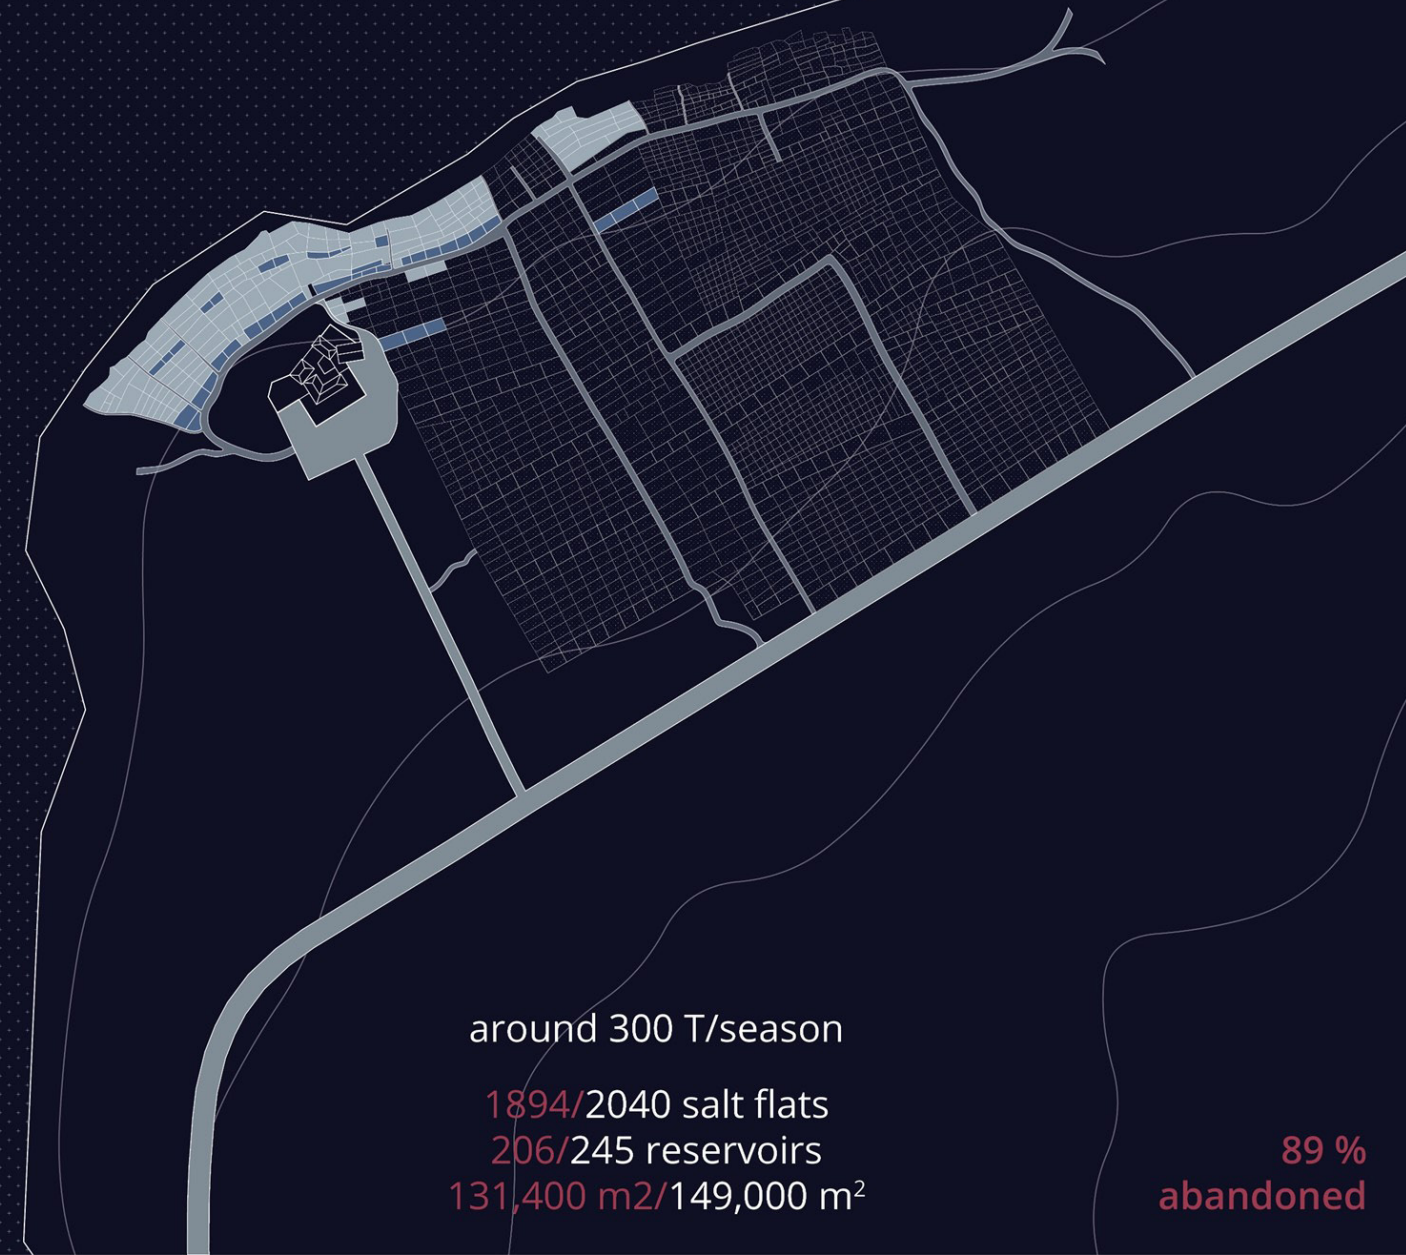 around 300 T/season
1894/2040 salt flats
206/245 reservoirs
131,400 m2/149,000 m²
89 %
abandoned